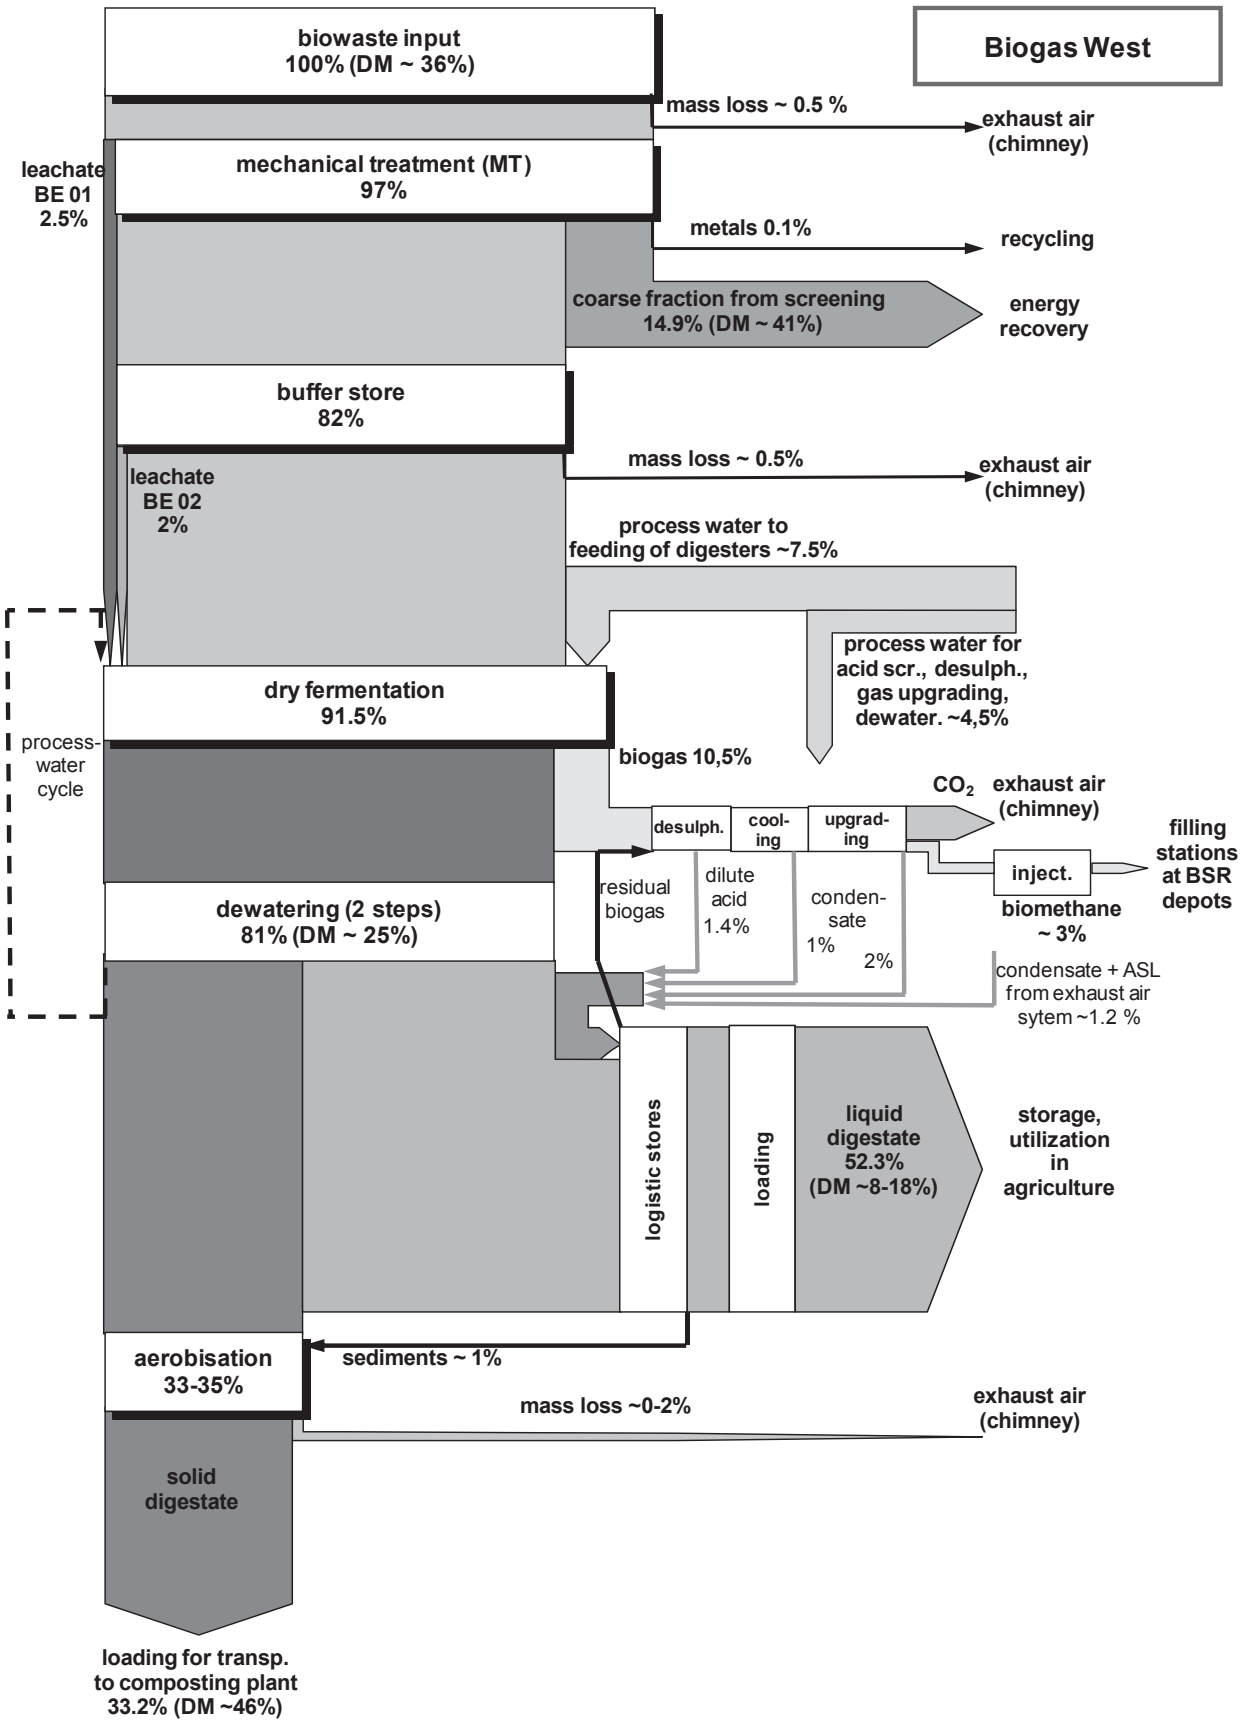 biowaste input
100% (DM ~ 36%)
Biogas West
mass loss ~ 0.5 %
exhaust air
(chimney)
leachate
BE 01
2.5%
mechanical treatment (MT)
97%
metals 0.1%
recycling
coarse fraction from screening
14.9% (DM ~ 41%)
energy
recovery
buffer store
82%
leachate
BE 02
2%
mass loss ~ 0.5%
exhaust air
(chimney)
process water to
feeding of digesters ~7.5%
process water for
acid scr., desulph.,
gas upgrading,
dewater. ~4,5%
dry fermentation
91.5%
process-
water
cycle
biogas 10,5%
CO₂
exhaust air
(chimney)
desulph.
cool-
ing
upgrad-
ing
inject.
filling
stations
at BSR
depots
biomethane
~ 3%
residual
biogas
dilute
acid
1.4%
conden-
sate
1%
2%
condensate + ASL
from exhaust air
sytem ~1.2 %
dewatering (2 steps)
81% (DM ~ 25%)
logistic stores
loading
liquid
digestate
52.3%
(DM ~8-18%)
storage,
utilization
in
agriculture
aerobisation
33-35%
sediments ~ 1%
mass loss ~0-2%
exhaust air
(chimney)
solid
digestate
loading for transp.
to composting plant
33.2% (DM ~46%)